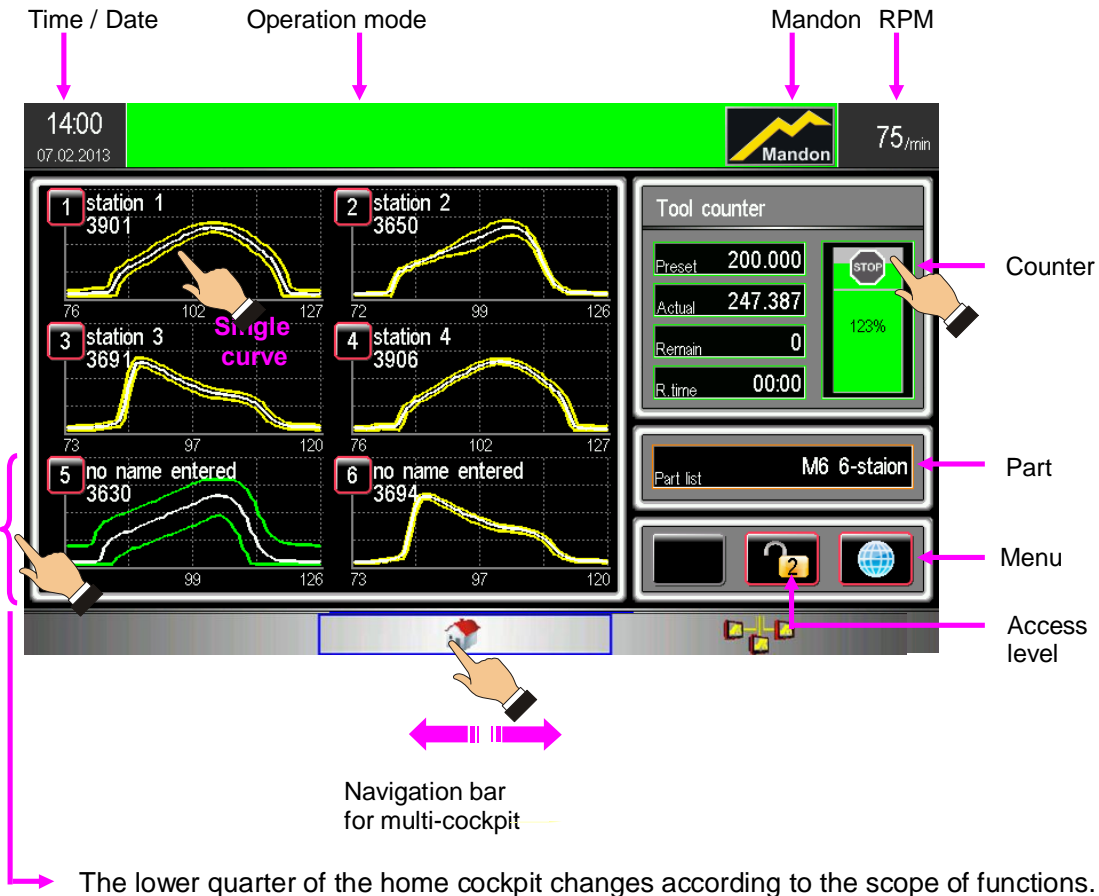 Time / Date
Operation mode
Mandon
RPM
14:00
07.02.2013
Mandon
75/min
1
station 1
3901
76
102
127
2
station 2
3650
72
99
126
Single
curve
3
station 3
3691
73
97
120
4
station 4
3906
76
102
127
5
no name entered
3630
99
126
6
no name entered
3694
73
97
120
Tool counter
Preset 200.000
Actual 247.387
Remain 0
R.time 00:00
STOP
123%
Counter
Part list M6 6-staion
Part
2
Menu
Access
level
Navigation bar
for multi-cockpit
The lower quarter of the home cockpit changes according to the scope of functions.